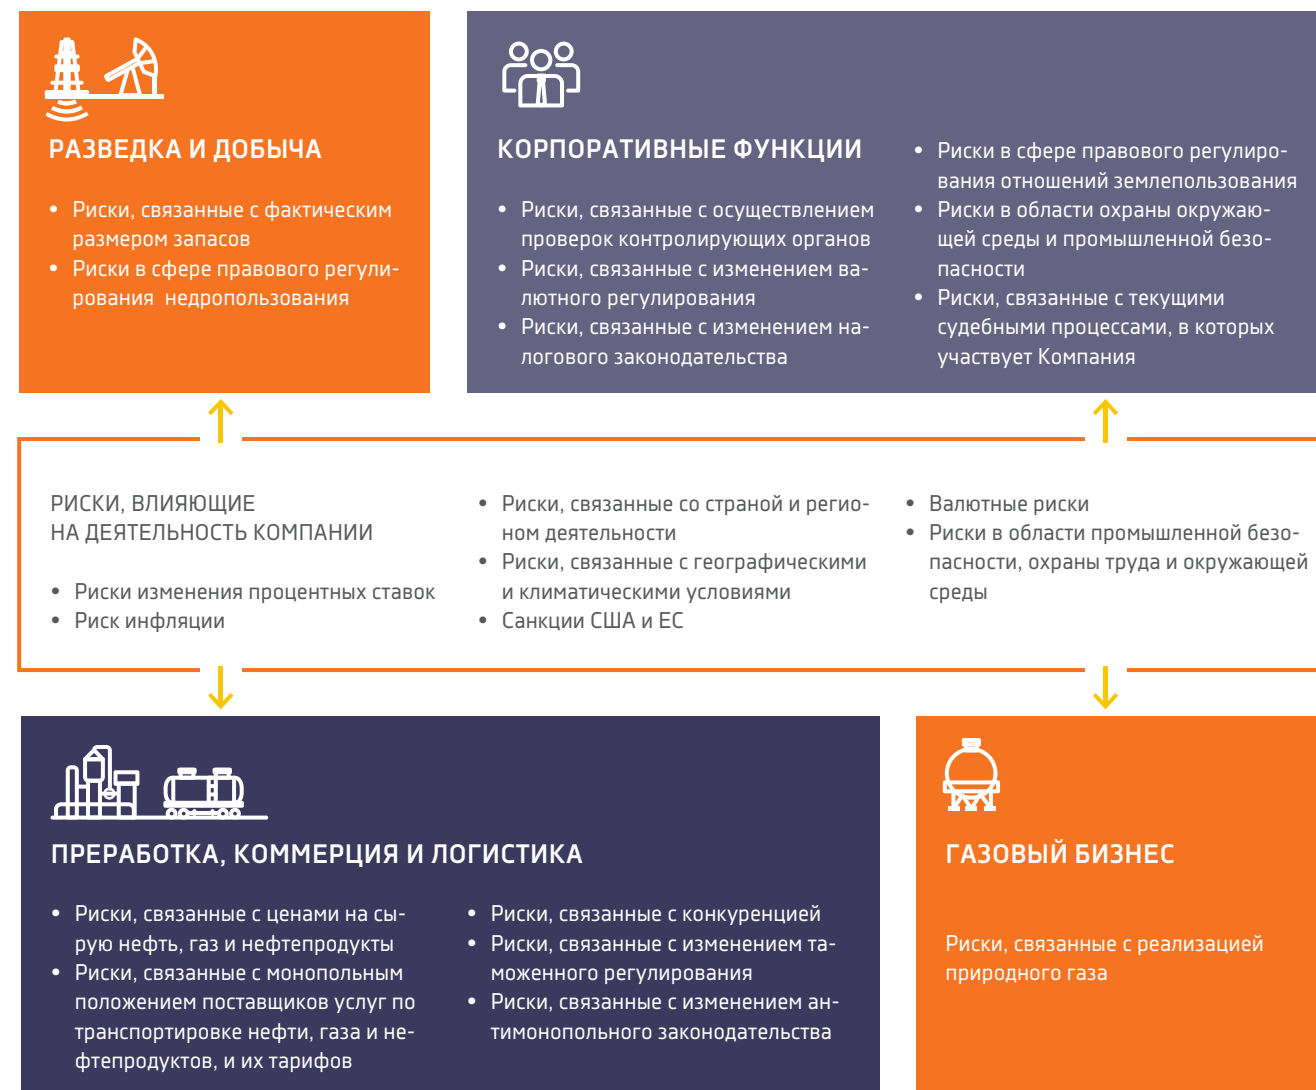 РАЗВЕДКА И ДОБЫЧА
• Риски, связанные с фактическим
размером запасов
• Риски в сфере правового регули-
рования недропользования
КОРПОРАТИВНЫЕ ФУНКЦИИ
• Риски, связанные с осуществлением
проверок контролирующих органов
• Риски, связанные с изменением ва-
лютного регулирования
• Риски, связанные с изменением на-
логового законодательства
• Риски в сфере правового регулиро-
вания отношений землепользования
• Риски в области охраны окружаю-
щей среды и промышленной безо-
пасности
• Риски, связанные с текущими
судебными процессами, в которых
участвует Компания
РИСКИ, ВЛИЯЮЩИЕ
НА ДЕЯТЕЛЬНОСТЬ КОМПАНИИ
• Риски изменения процентных ставок
• Риск инфляции
• Риски, связанные со страной и регио-
ном деятельности
• Риски, связанные с географическими
и климатическими условиями
• Санкции США и ЕС
• Валютные риски
• Риски в области промышленной безо-
пасности, охраны труда и окружающей
среды
ПРЕРАБОТКА, КОММЕРЦИЯ И ЛОГИСТИКА
• Риски, связанные с ценами на сы-
рую нефть, газ и нефтепродукты
• Риски, связанные с монопольным
положением поставщиков услуг по
транспортировке нефти, газа и не-
фтепродуктов, и их тарифов
• Риски, связанные с конкуренцией
• Риски, связанные с изменением та-
моженного регулирования
• Риски, связанные с изменением ан-
тимонопольного законодательства
ГАЗОВЫЙ БИЗНЕС
Риски, связанные с реализацией
природного газа